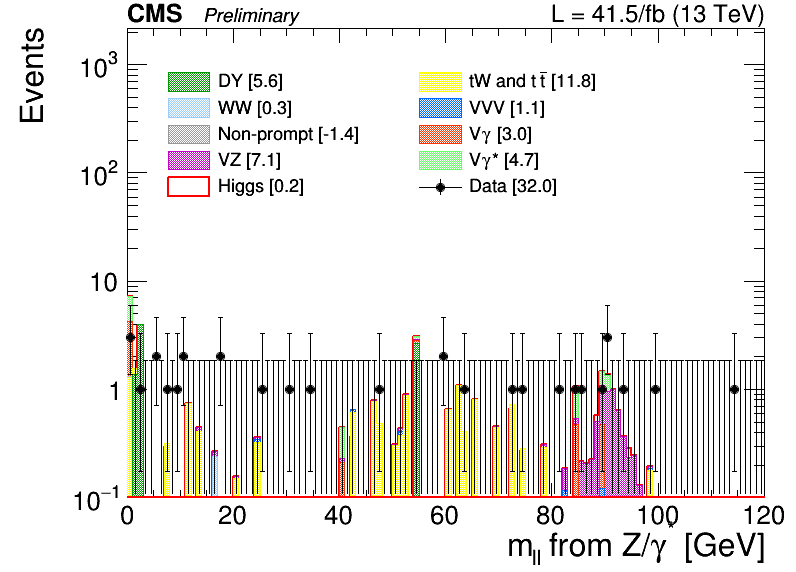 CMS Preliminary L = 41.5/fb (13 TeV)
Events
10³
10²
10
1
10⁻¹
DY [5.6]
WW [0.3]
Non-prompt [-1.4]
VZ [7.1]
Higgs [0.2]
tW and tt̅ [11.8]
VVV [1.1]
Vγ [3.0]
Vγ* [4.7]
Data [32.0]
0 20 40 60 80 100 120
m_ll from Z/γ* [GeV]